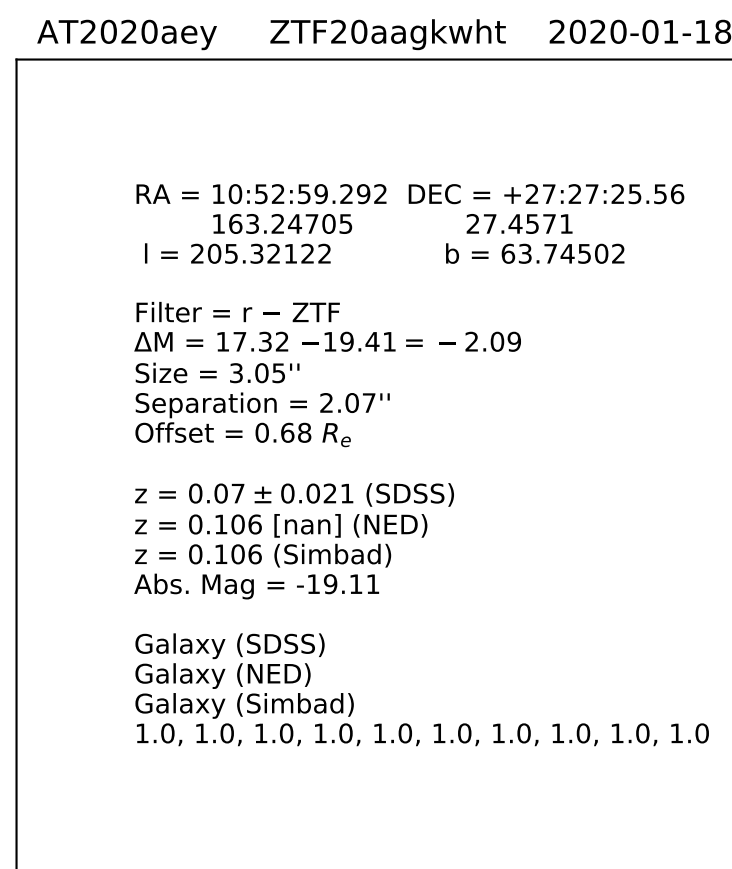 AT2020aey ZTF20aagkwht 2020-01-18
RA = 10:52:59.292 DEC = +27:27:25.56
163.24705 27.4571
l = 205.32122 b = 63.74502
Filter = r − ZTF
ΔM = 17.32 −19.41 = − 2.09
Size = 3.05''
Separation = 2.07''
Offset = 0.68 Rₑ
z = 0.07 ± 0.021 (SDSS)
z = 0.106 [nan] (NED)
z = 0.106 (Simbad)
Abs. Mag = -19.11
Galaxy (SDSS)
Galaxy (NED)
Galaxy (Simbad)
1.0, 1.0, 1.0, 1.0, 1.0, 1.0, 1.0, 1.0, 1.0, 1.0